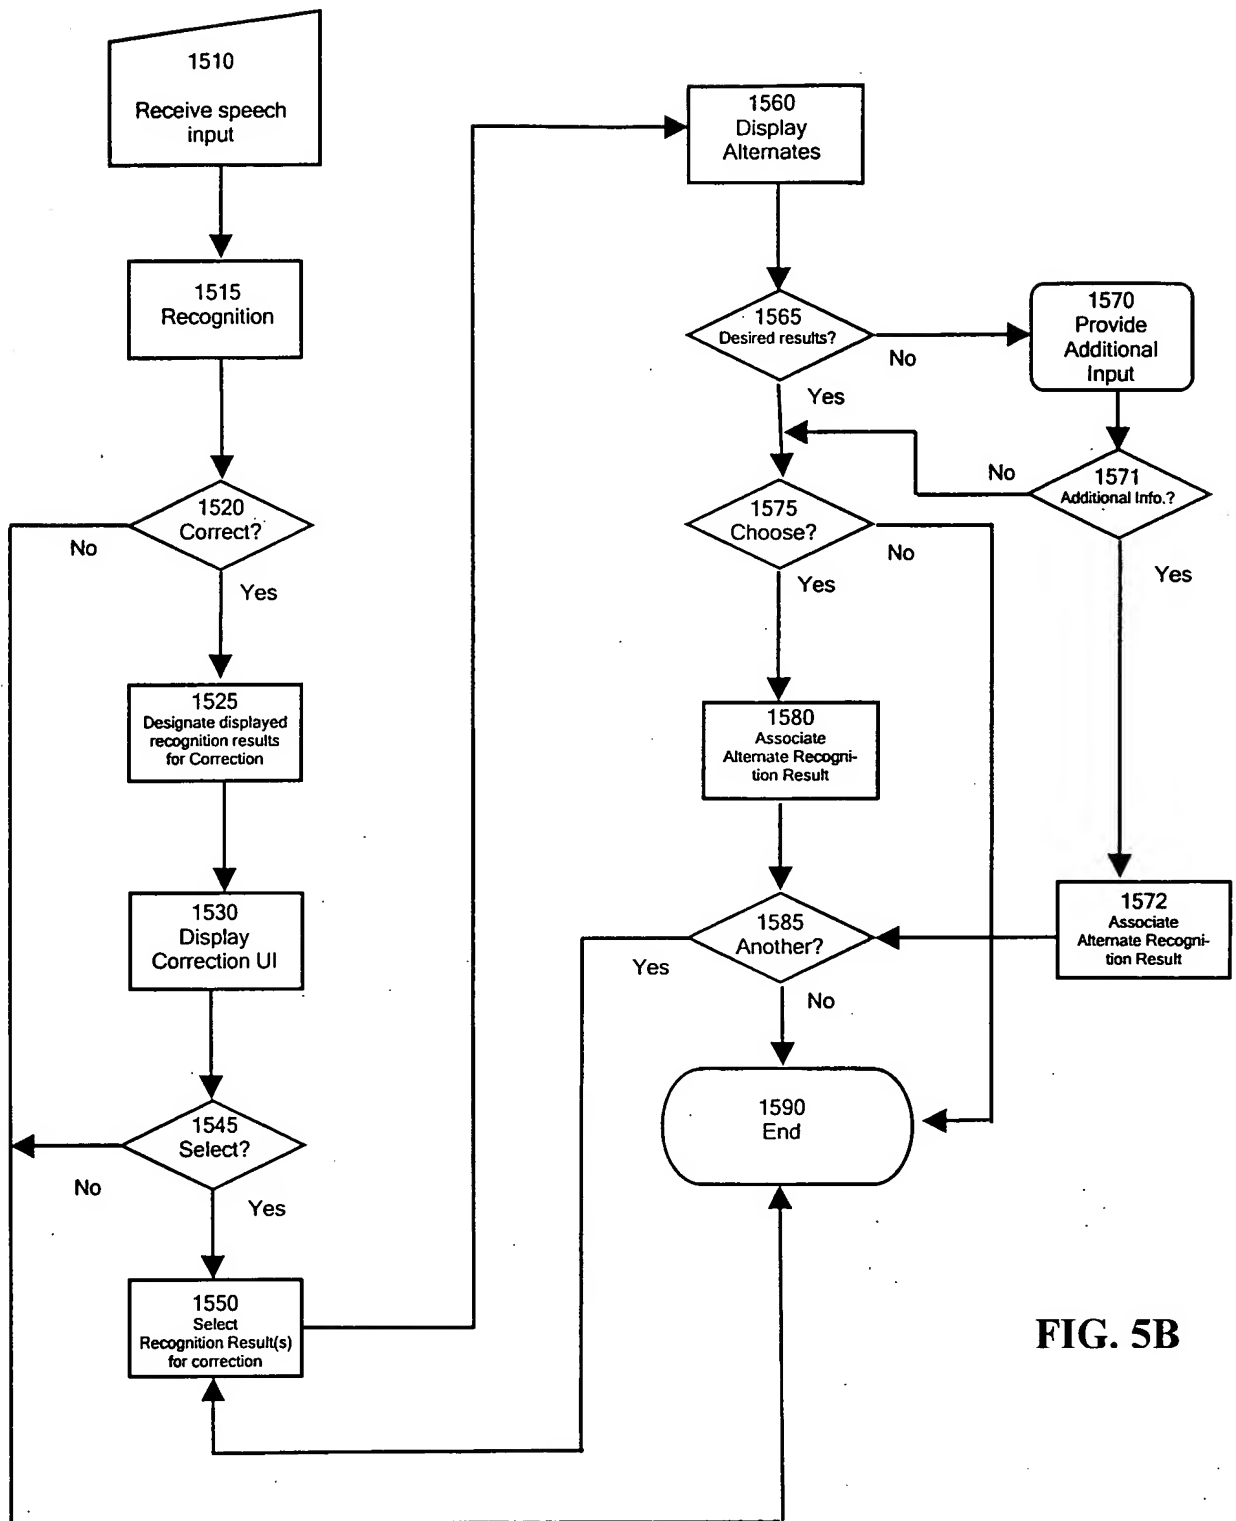 1510
Receive speech
input
1515
Recognition
1520
Correct?
No
Yes
1525
Designate displayed
recognition results
for Correction
1530
Display
Correction UI
1545
Select?
No
Yes
1550
Select
Recognition Result(s)
for correction
1560
Display
Alternates
1565
Desired results?
No
Yes
1570
Provide
Additional
Input
1571
Additional Info.?
No
Yes
1575
Choose?
No
Yes
1580
Associate
Alternate Recogni-
tion Result
1572
Associate
Alternate Recogni-
tion Result
1585
Another?
Yes
No
1590
End
FIG. 5B